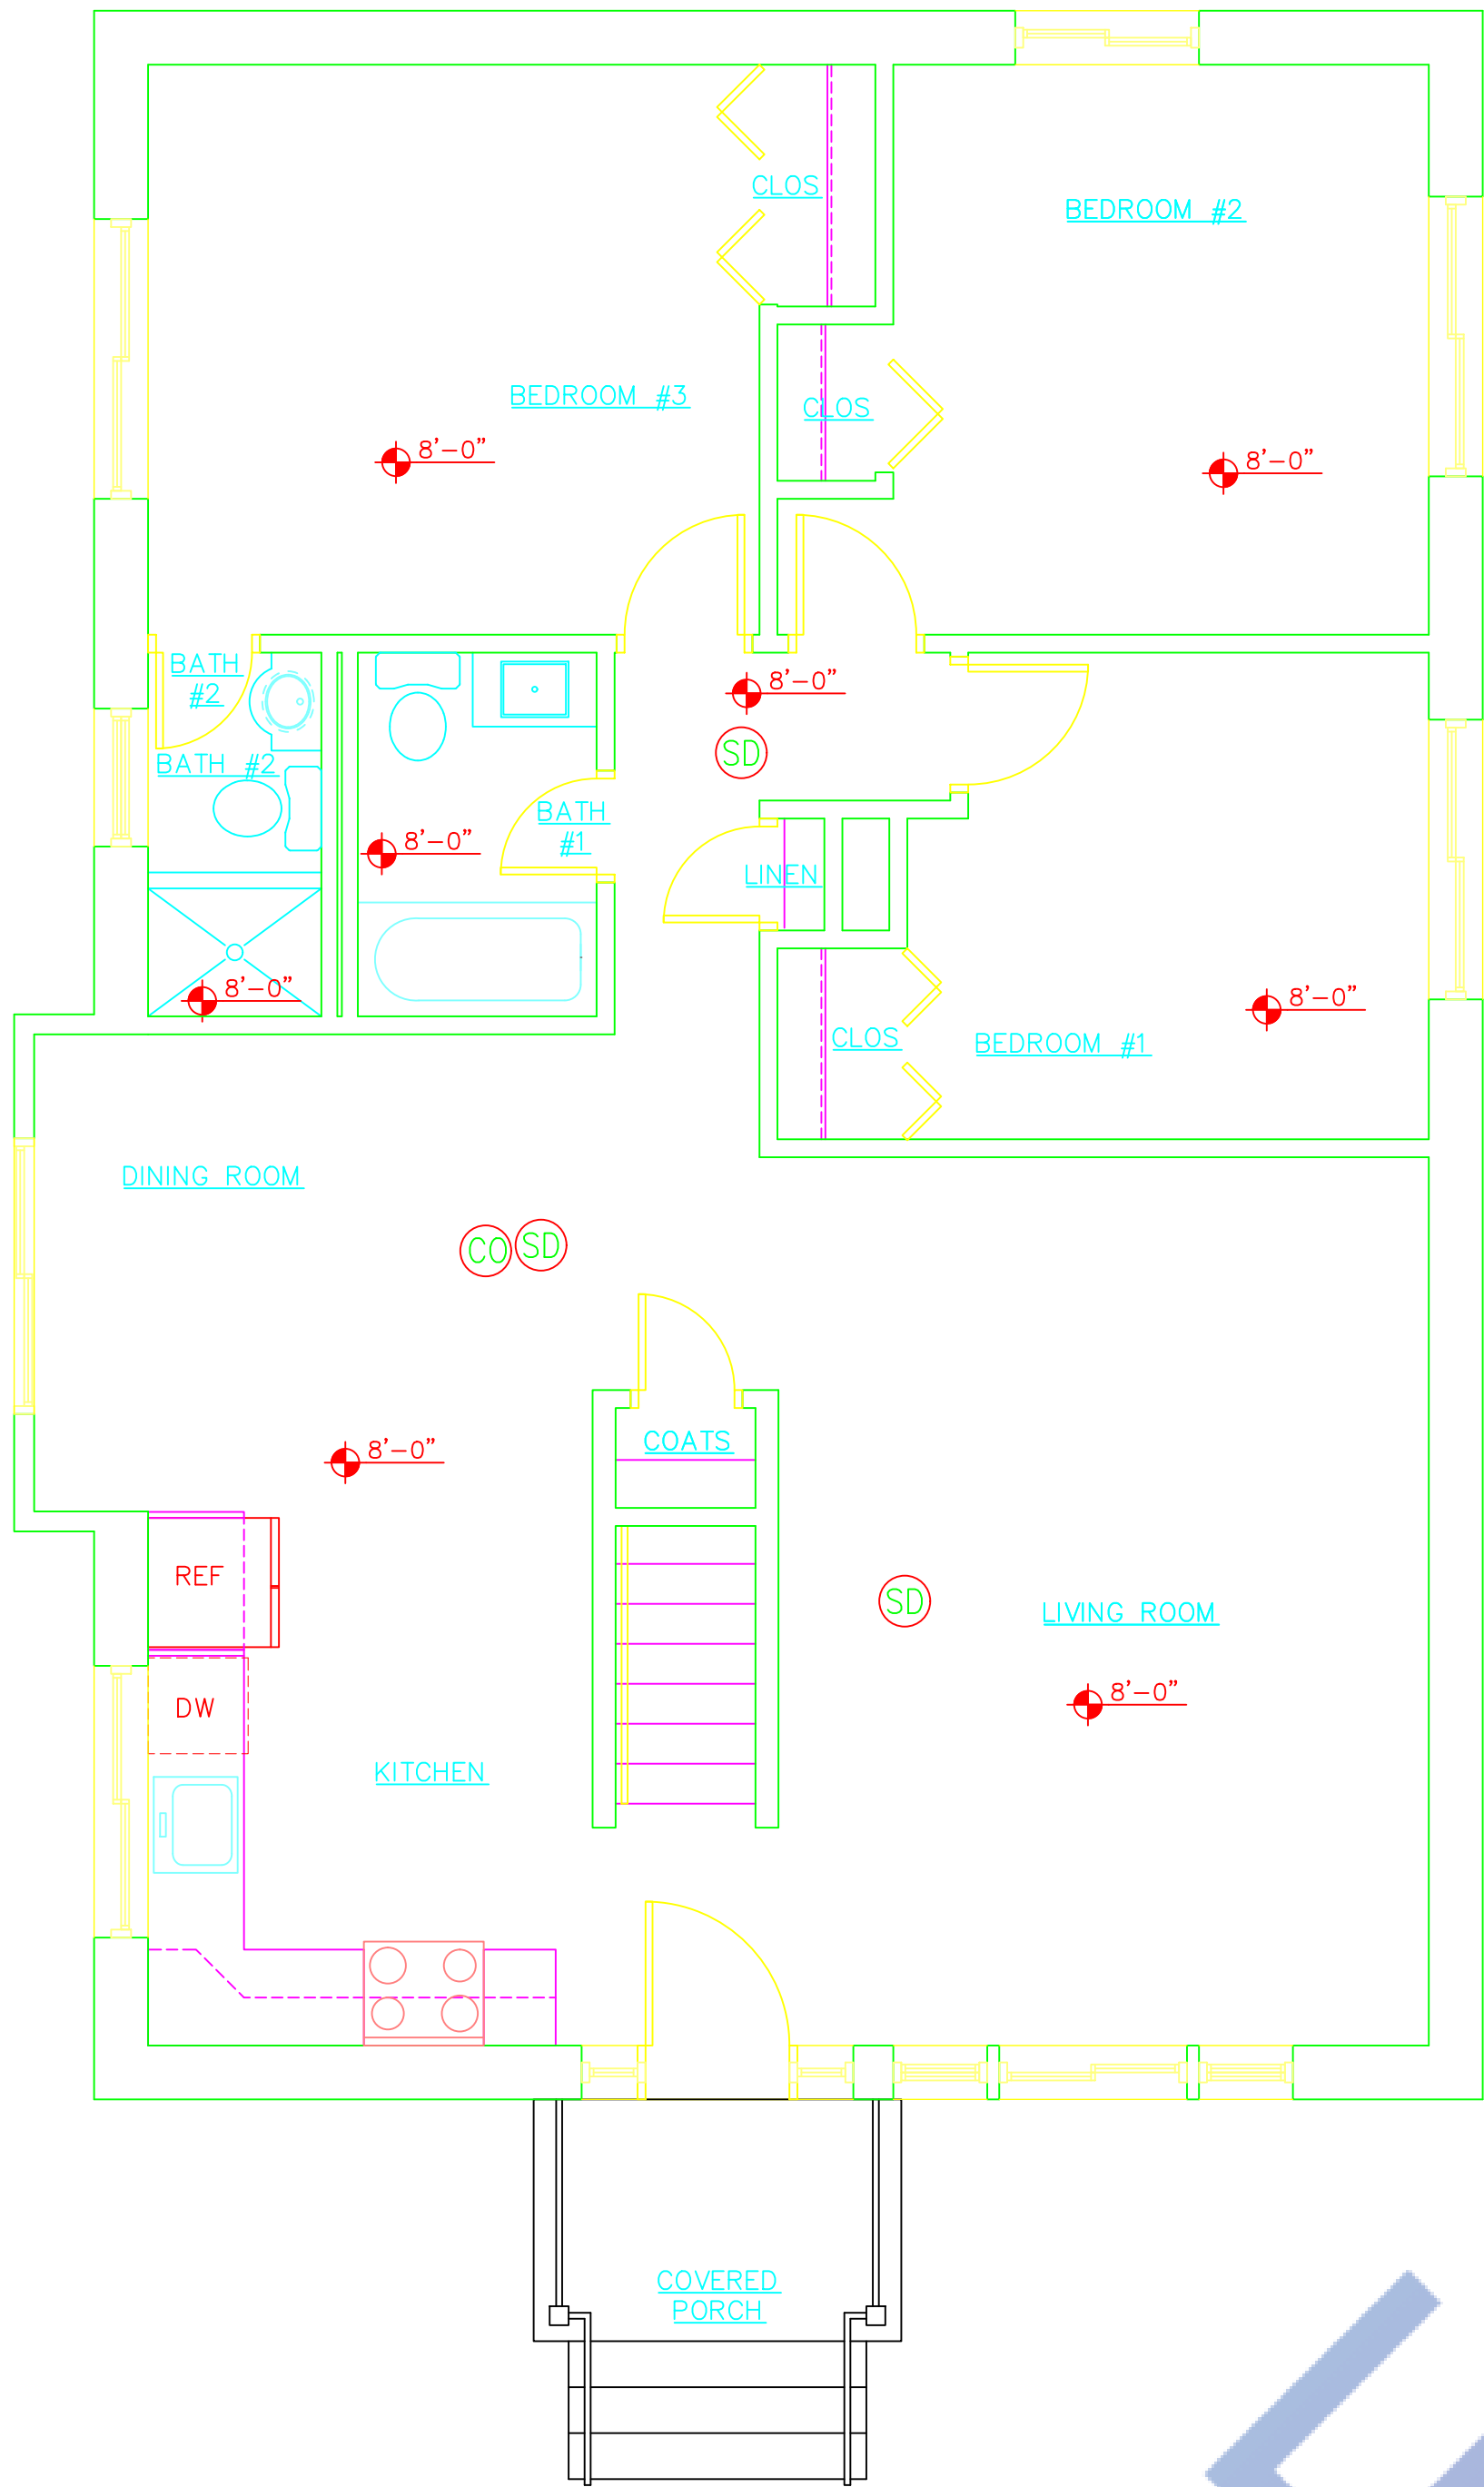 CLOS
BEDROOM #2
BEDROOM #3
CLOS
8'-0"
8'-0"
BATH
#2
8'-0"
SD
BATH #2
BATH
#1
8'-0"
LINEN
8'-0"
8'-0"
CLOS
BEDROOM #1
DINING ROOM
CO
SD
COATS
8'-0"
REF
SD
LIVING ROOM
DW
8'-0"
KITCHEN
COVERED
PORCH